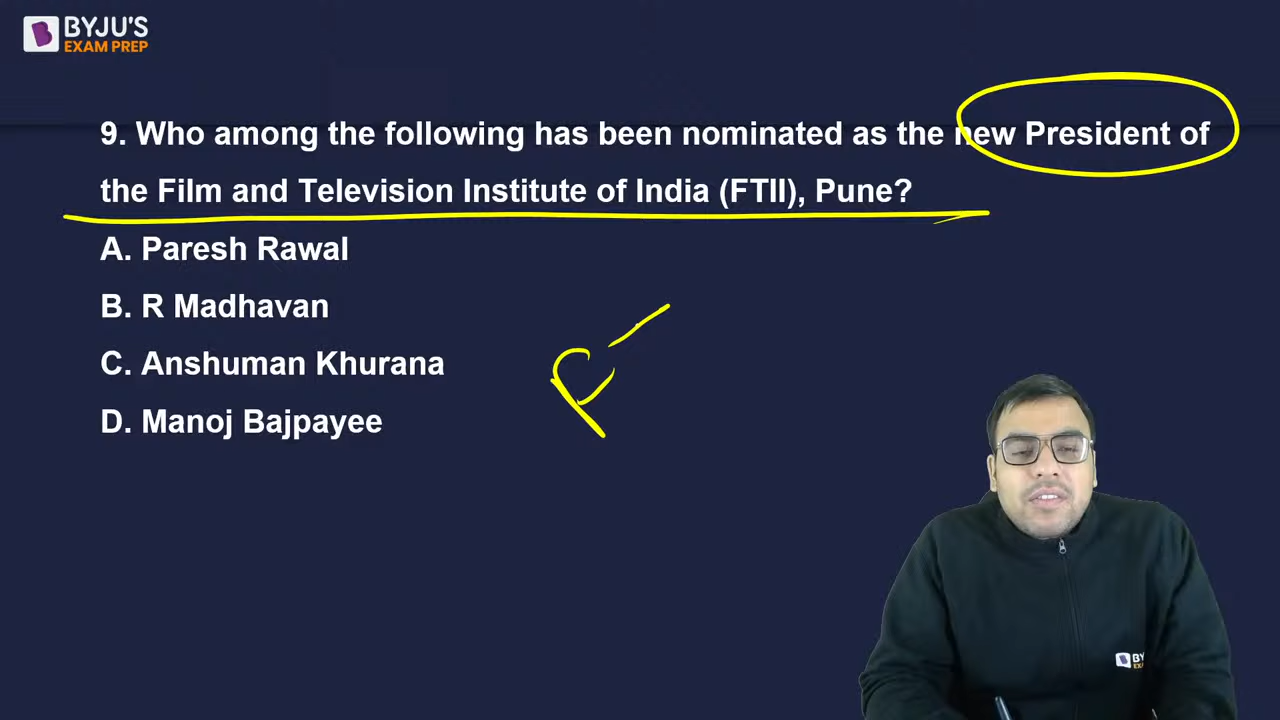 BYJU'S
EXAM PREP
9. Who among the following has been nominated as the new President of
the Film and Television Institute of India (FTII), Pune?
A. Paresh Rawal
B. R Madhavan
C. Anshuman Khurana
D. Manoj Bajpayee